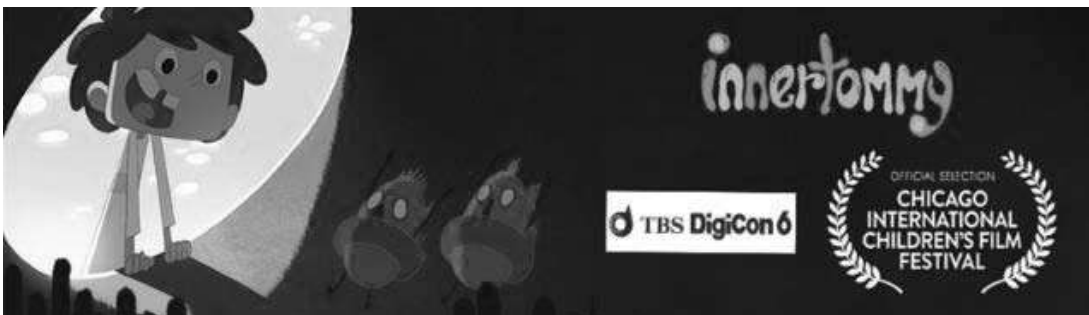 innertommy
TBS DigiCon6
OFFICIAL SELECTION
CHICAGO
INTERNATIONAL
CHILDREN'S FILM
FESTIVAL